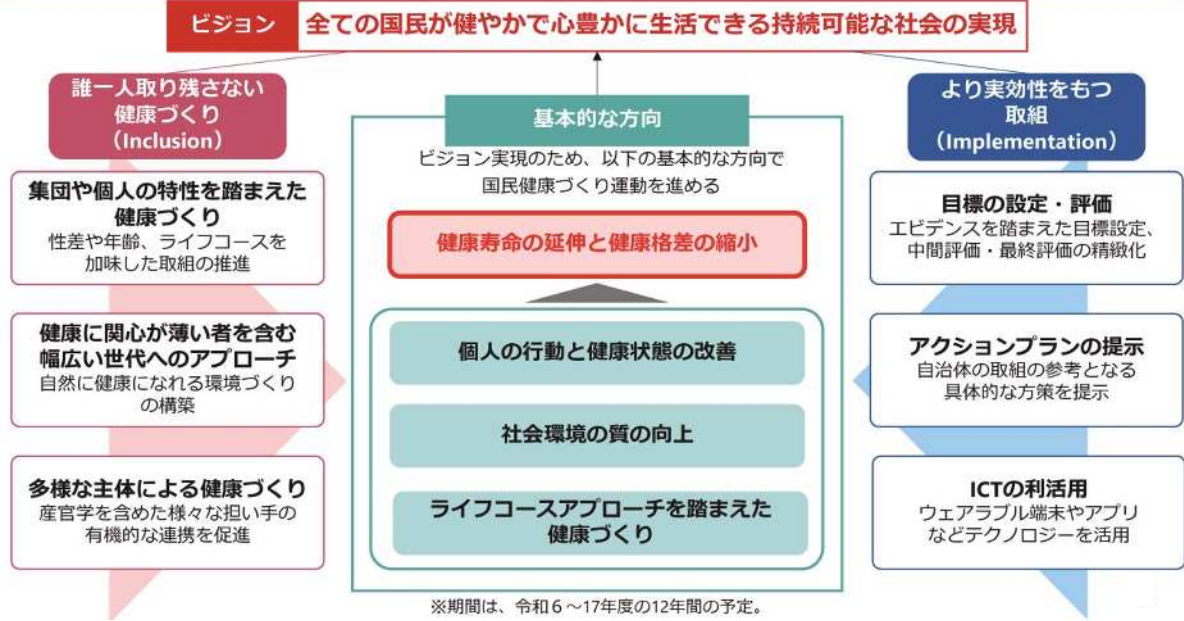 ビジョン 全ての国民が健やかで心豊かに生活できる持続可能な社会の実現
誰一人取り残さない
健康づくり
（Inclusion）
集団や個人の特性を踏まえた
健康づくり
性差や年齢、ライフコースを
加味した取組の推進
健康に関心が薄い者を含む
幅広い世代へのアプローチ
自然に健康になれる環境づくり
の構築
多様な主体による健康づくり
産官学を含めた様々な担い手の
有機的な連携を促進
基本的な方向
ビジョン実現のため、以下の基本的な方向で
国民健康づくり運動を進める
健康寿命の延伸と健康格差の縮小
個人の行動と健康状態の改善
社会環境の質の向上
ライフコースアプローチを踏まえた
健康づくり
※期間は、令和６～17年度の12年間の予定。
より実効性をもつ
取組
（Implementation）
目標の設定・評価
エビデンスを踏まえた目標設定、
中間評価・最終評価の精緻化
アクションプランの提示
自治体の取組の参考となる
具体的な方策を提示
ICTの利活用
ウェアラブル端末やアプリ
などテクノロジーを活用